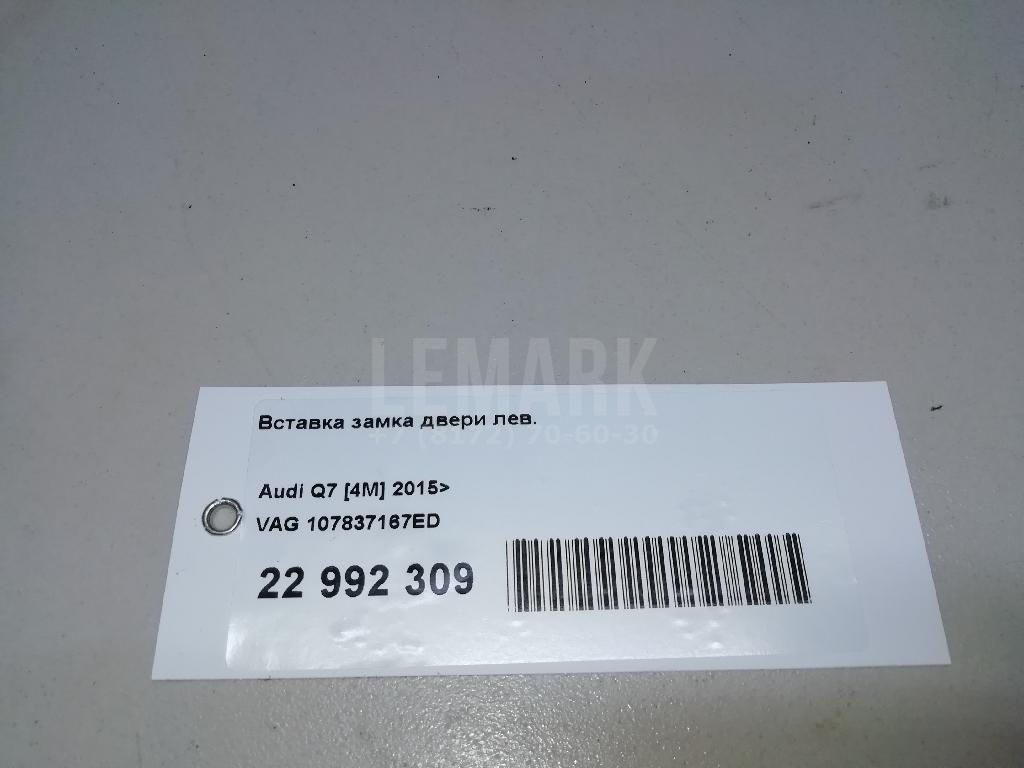 LEMARK
+7 (8172) 70-60-30
Вставка замка двери лев.
Audi Q7 [4M] 2015>
VAG 107837167ED
22 992 309